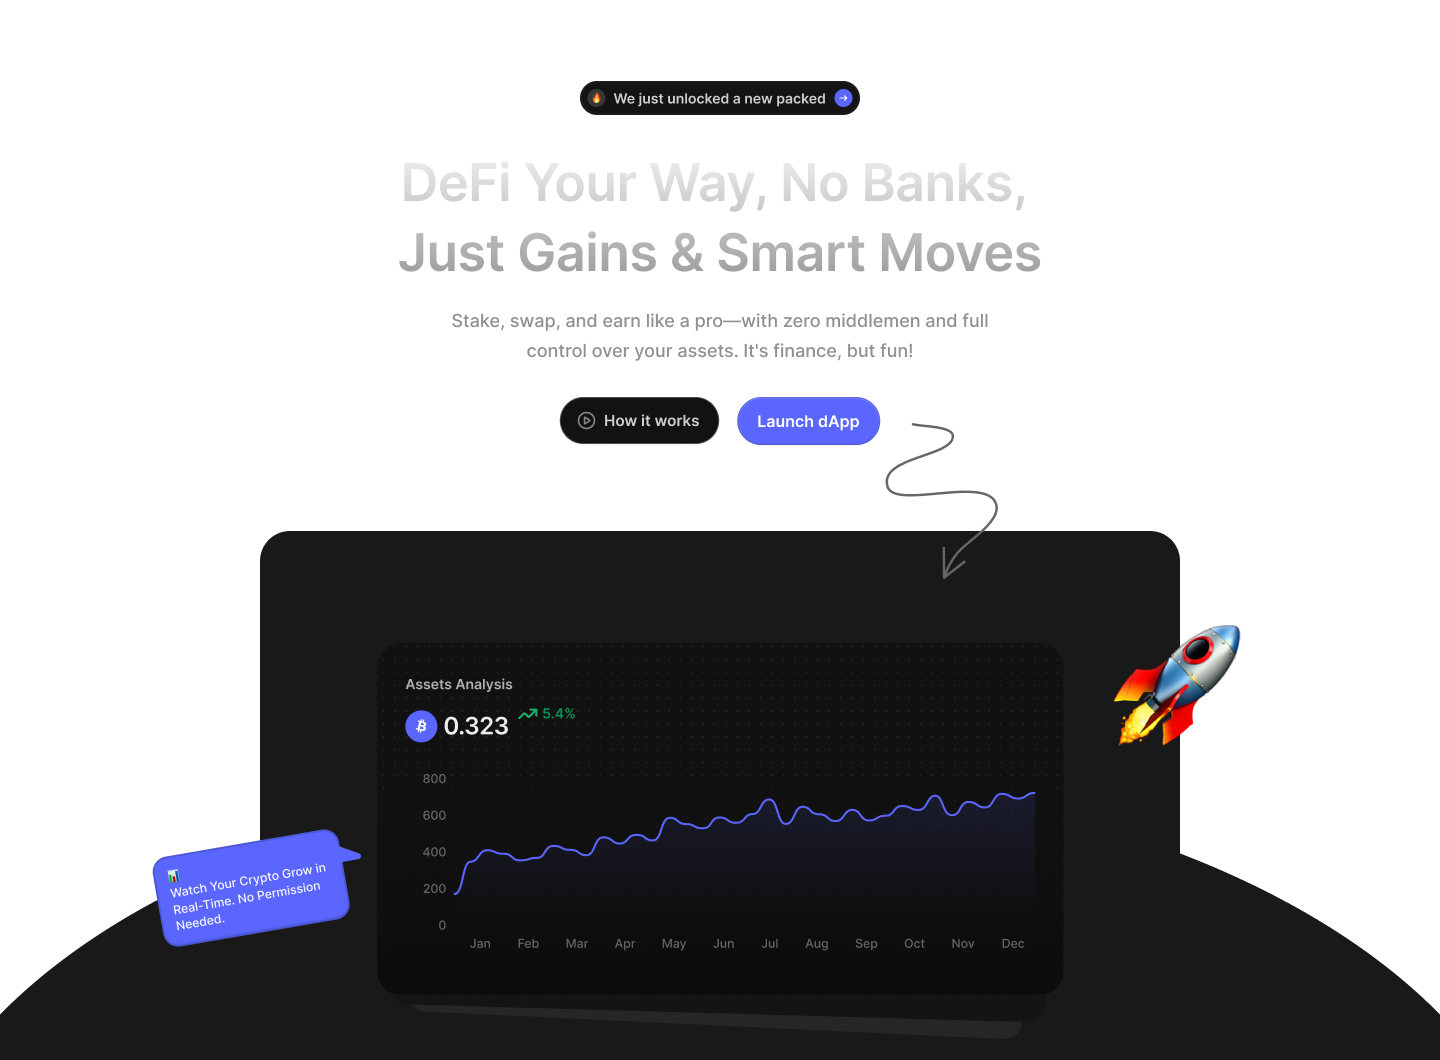 We just unlocked a new packed
DeFi Your Way, No Banks,
Just Gains & Smart Moves
Stake, swap, and earn like a pro—with zero middlemen and full
control over your assets. It's finance, but fun!
How it works
Launch dApp
Assets Analysis
0.323
5.4%
800
600
400
200
0
Jan Feb Mar Apr May Jun Jul Aug Sep Oct Nov Dec
Watch Your Crypto Grow in
Real-Time. No Permission
Needed.